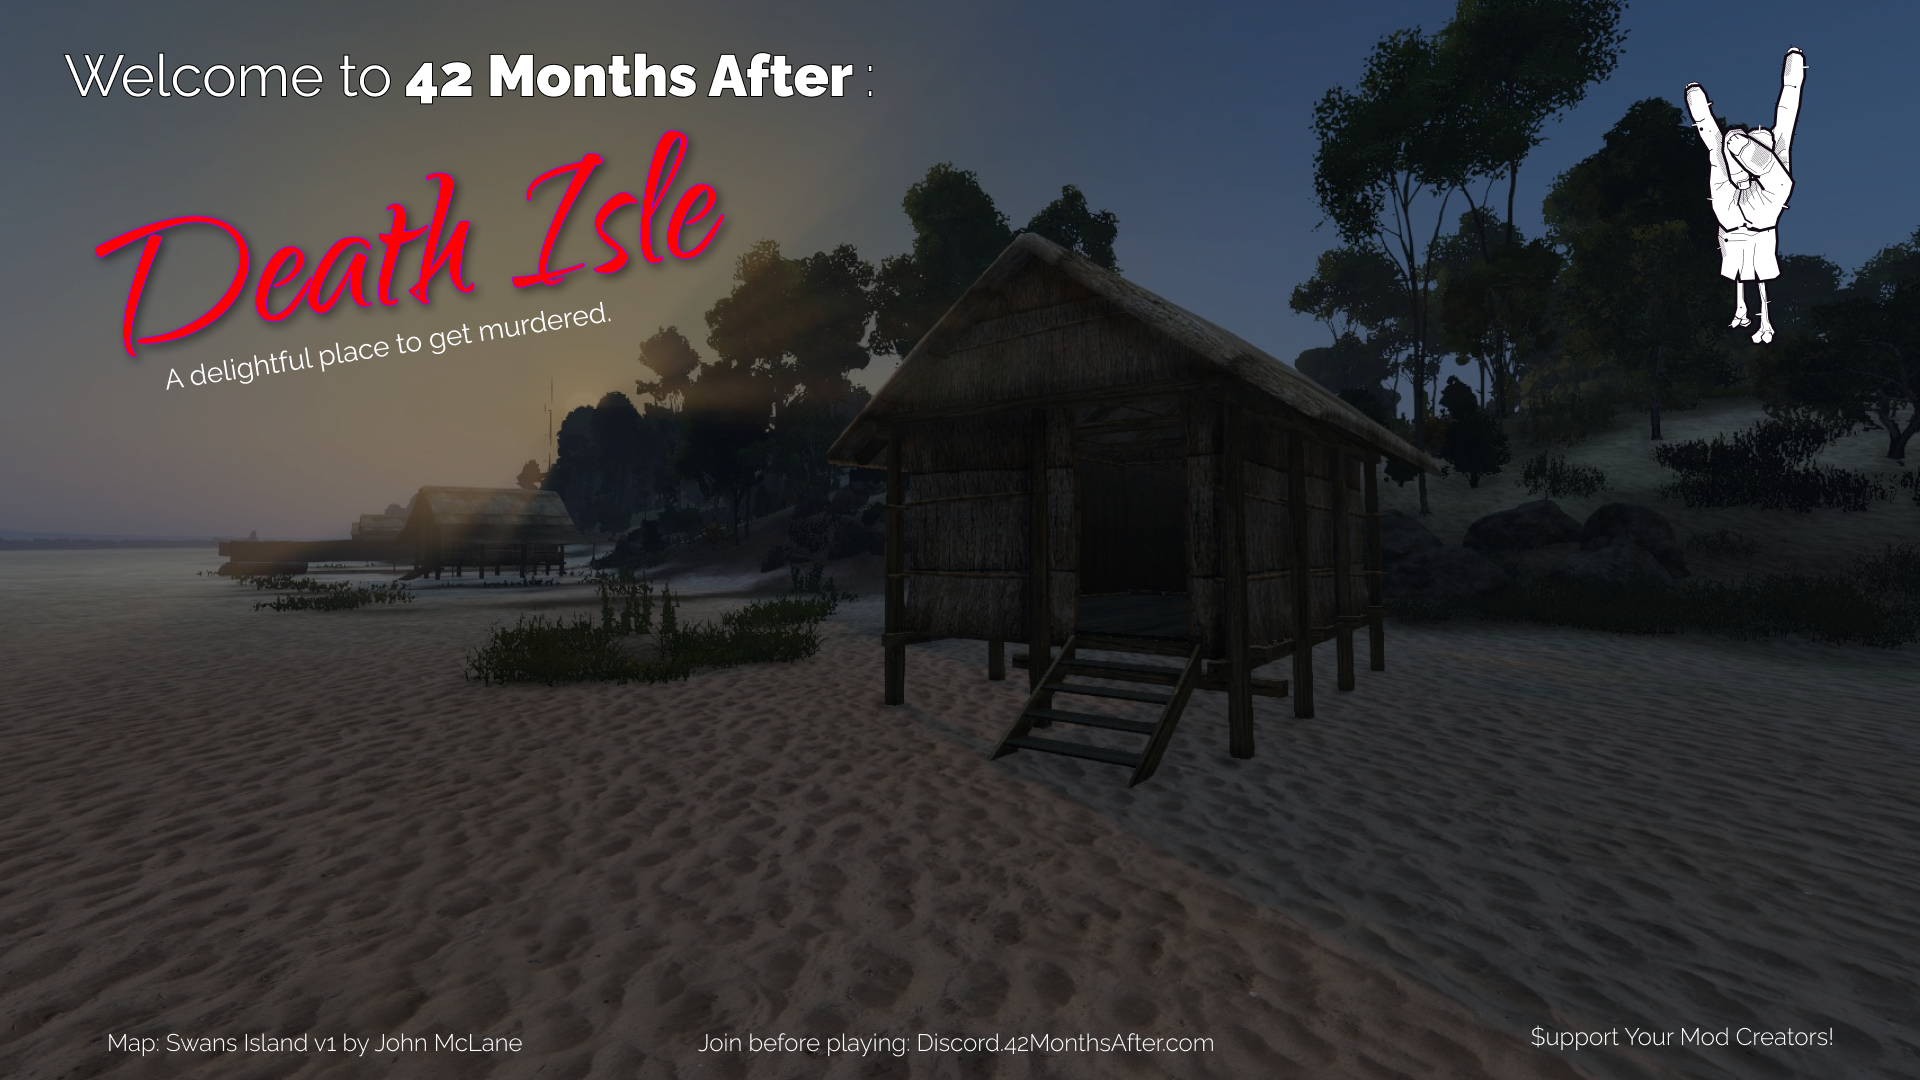 Welcome to 42 Months After :
Death Isle
A delightful place to get murdered.
Map: Swans Island v1 by John McLane
Join before playing: Discord.42MonthsAfter.com
$upport Your Mod Creators!